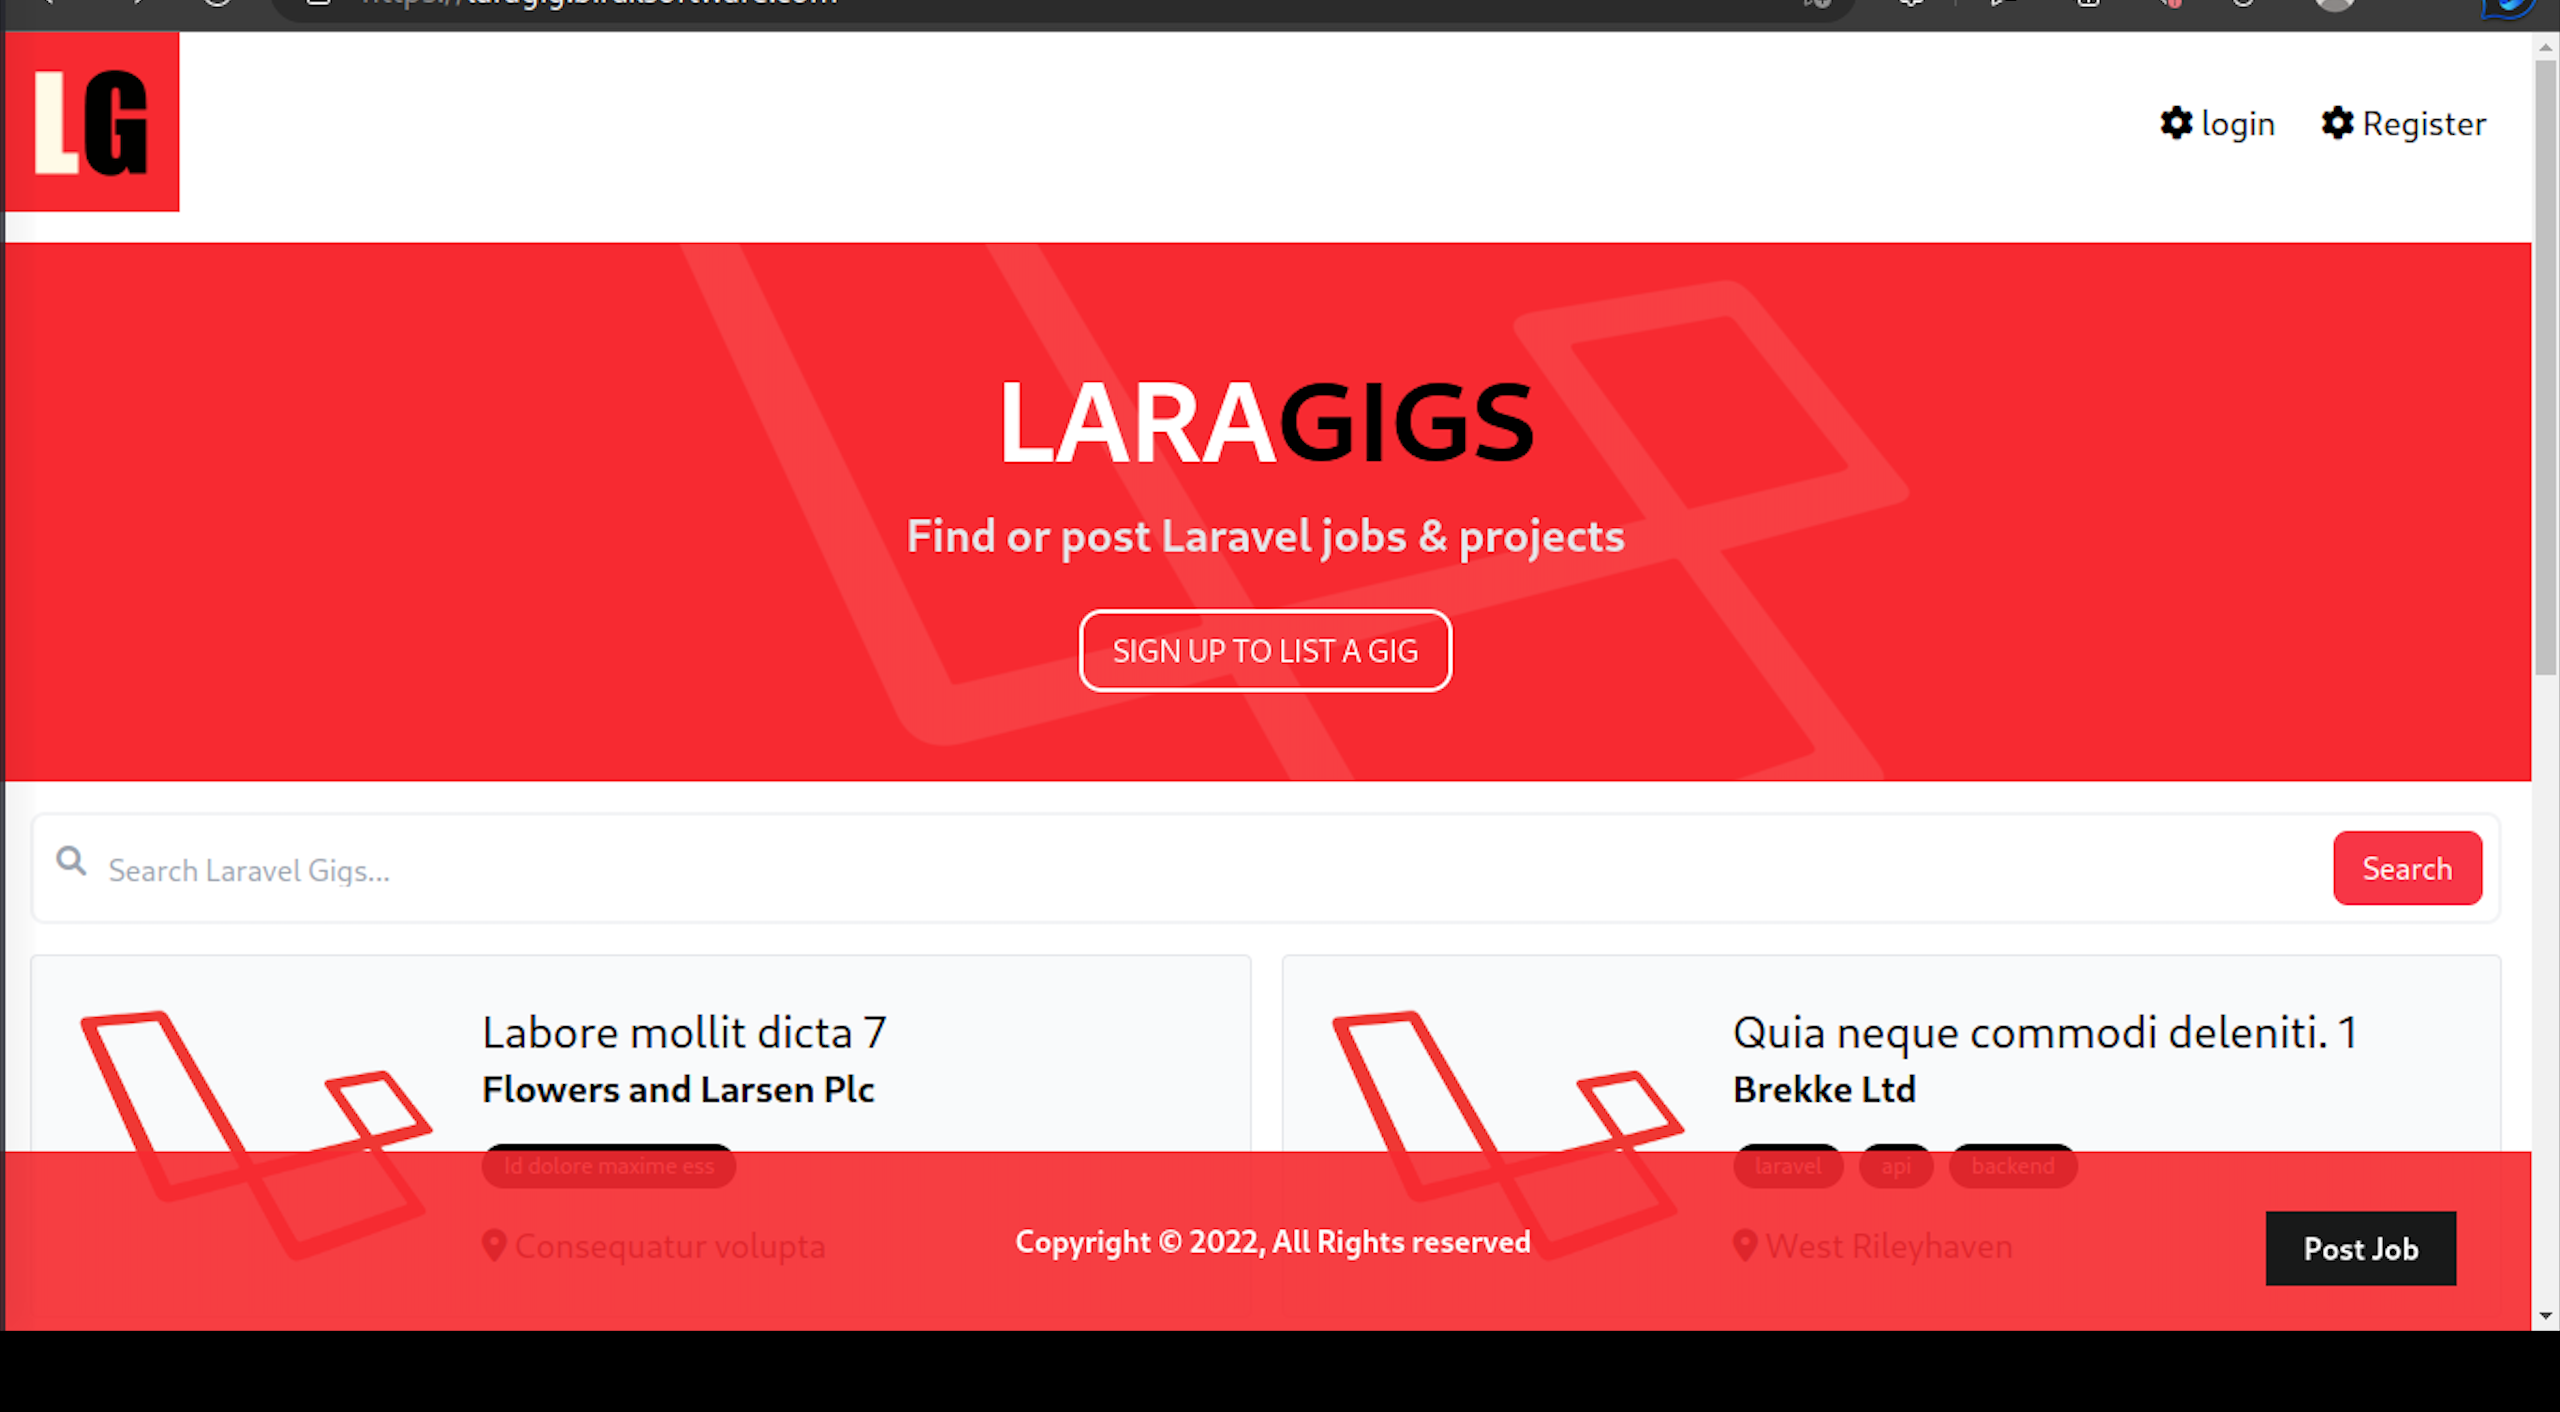 LG
login
Register
LARAGIGS
Find or post Laravel jobs & projects
SIGN UP TO LIST A GIG
Search Laravel Gigs...
Search
Labore mollit dicta 7
Flowers and Larsen Plc
Id dolore maxime ess
Consequatur volupta
Quia neque commodi deleniti. 1
Brekke Ltd
laravel api backend
West Rileyhaven
Copyright © 2022, All Rights reserved
Post Job